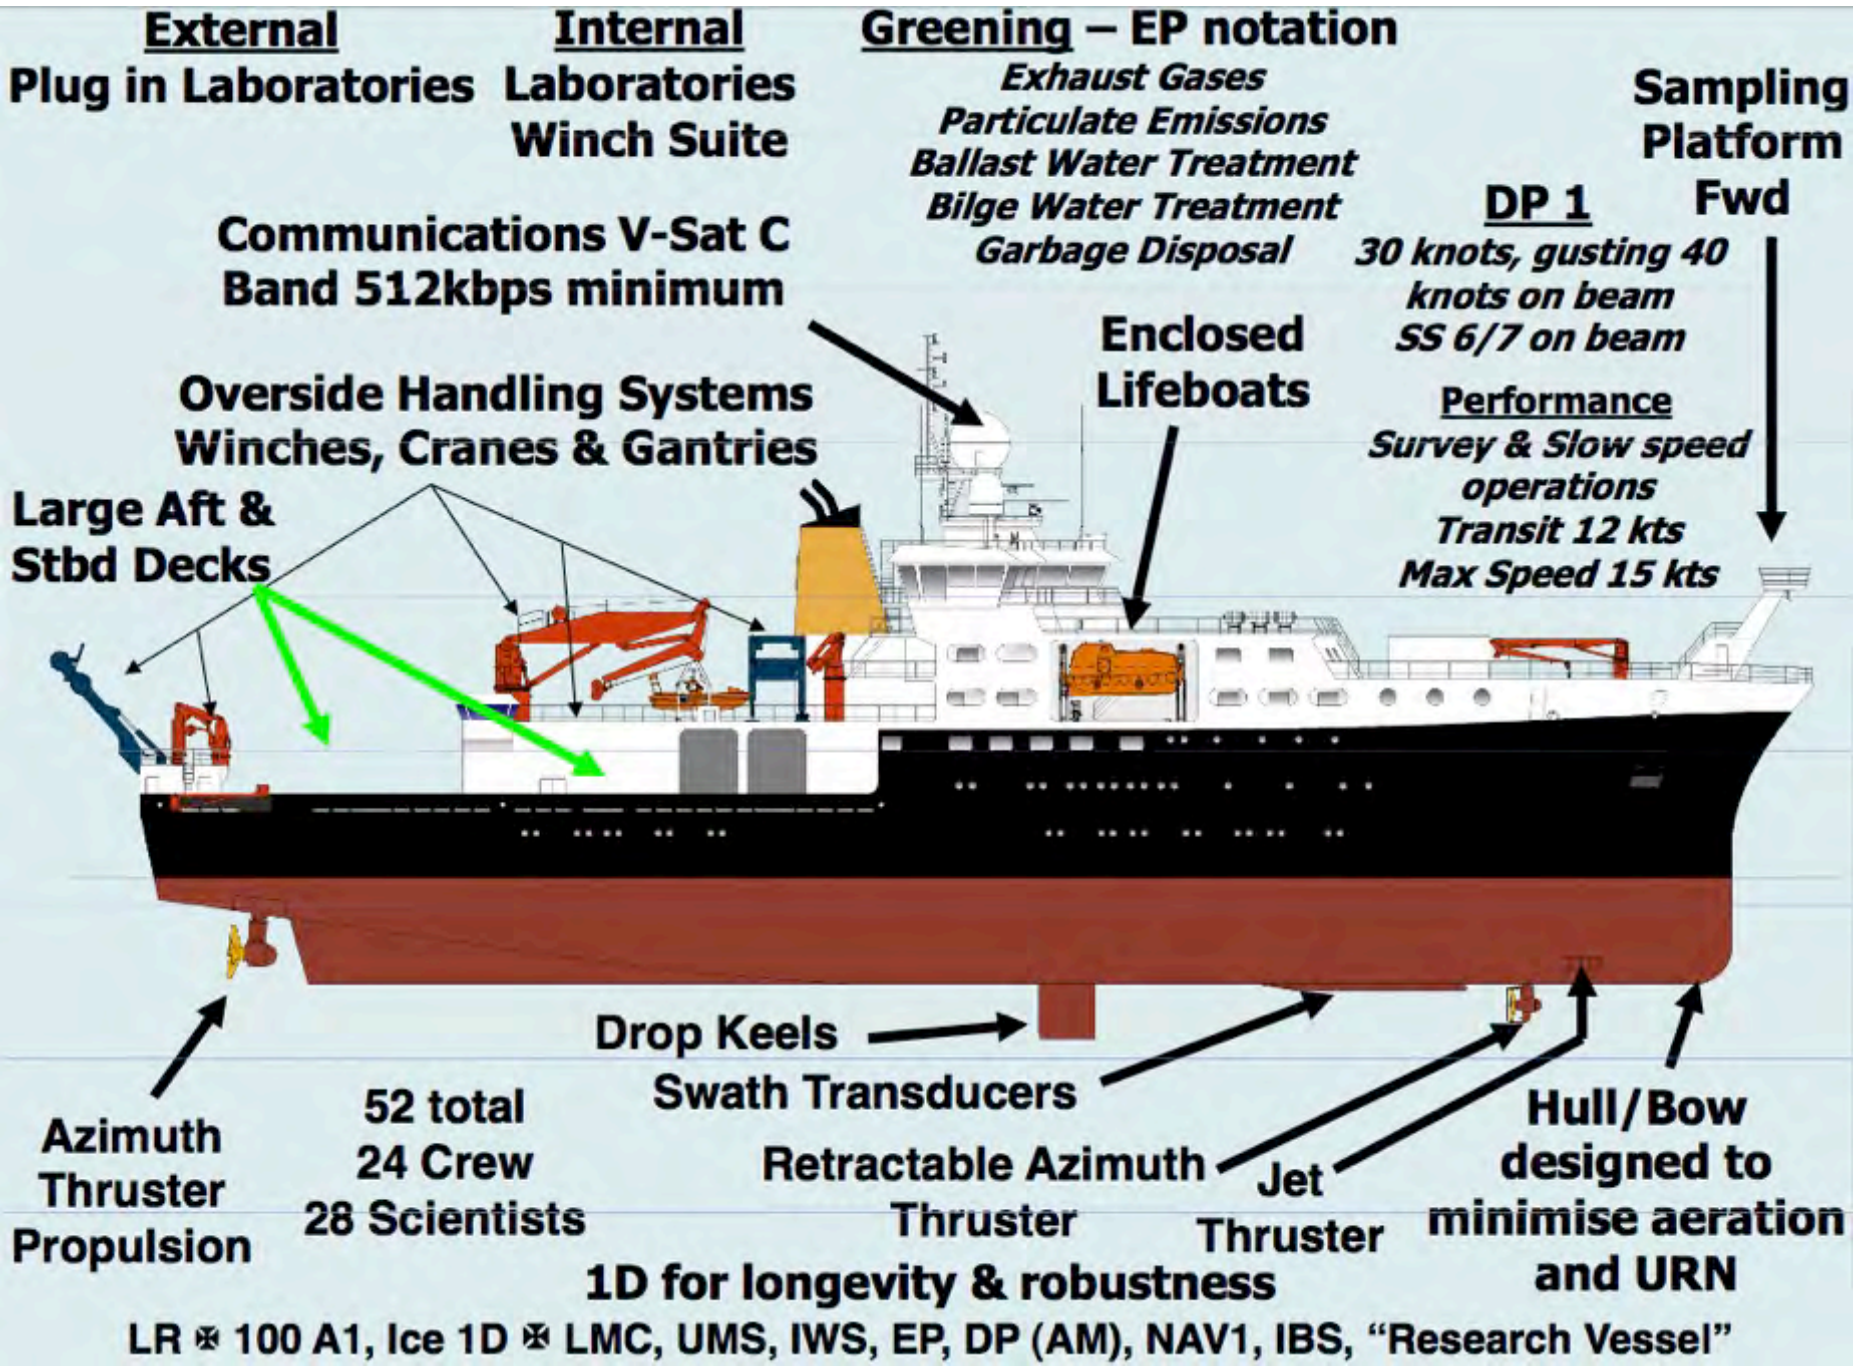 External
Plug in Laboratories
Internal
Laboratories
Winch Suite
Greening – EP notation
Exhaust Gases
Particulate Emissions
Ballast Water Treatment
Bilge Water Treatment
Garbage Disposal
Sampling
Platform
Fwd
DP 1
30 knots, gusting 40
knots on beam
SS 6/7 on beam
Performance
Survey & Slow speed
operations
Transit 12 kts
Max Speed 15 kts
Communications V-Sat C
Band 512kbps minimum
Enclosed
Lifeboats
Overside Handling Systems
Winches, Cranes & Gantries
Large Aft &
Stbd Decks
Drop Keels
Swath Transducers
Retractable Azimuth
Thruster
Jet
Thruster
Hull/Bow
designed to
minimise aeration
and URN
Azimuth
Thruster
Propulsion
52 total
24 Crew
28 Scientists
1D for longevity & robustness
LR ✠ 100 A1, Ice 1D ✠ LMC, UMS, IWS, EP, DP (AM), NAV1, IBS, “Research Vessel”